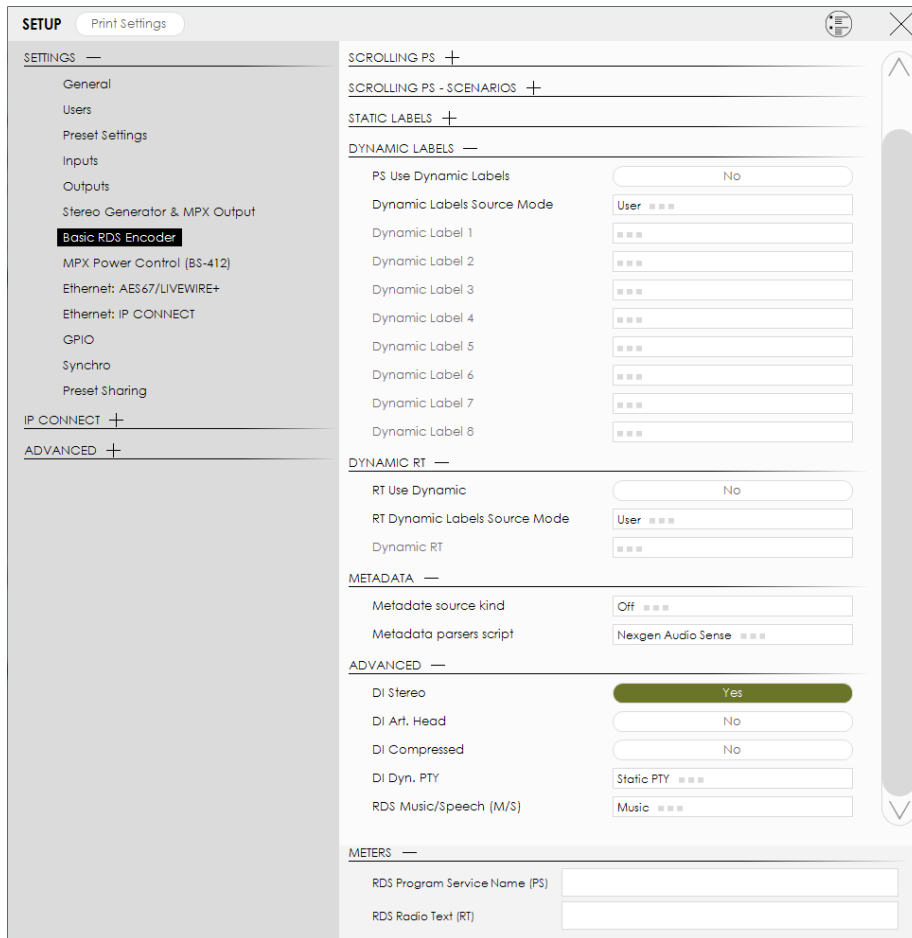 SETUP Print Settings
SETTINGS
General
Users
Preset Settings
Inputs
Outputs
Stereo Generator & MPX Output
Basic RDS Encoder
MPX Power Control (BS-412)
Ethernet: AES67/LIVEWIRE+
Ethernet: IP CONNECT
GPIO
Synchro
Preset Sharing
IP CONNECT
ADVANCED
SCROLLING PS
SCROLLING PS - SCENARIOS
STATIC LABELS
DYNAMIC LABELS
PS Use Dynamic Labels No
Dynamic Labels Source Mode User
Dynamic Label 1
Dynamic Label 2
Dynamic Label 3
Dynamic Label 4
Dynamic Label 5
Dynamic Label 6
Dynamic Label 7
Dynamic Label 8
DYNAMIC RT
RT Use Dynamic No
RT Dynamic Labels Source Mode User
Dynamic RT
METADATA
Metadate source kind Off
Metadata parsers script Nexgen Audio Sense
ADVANCED
DI Stereo Yes
DI Art. Head No
DI Compressed No
DI Dyn. PTY Static PTY
RDS Music/Speech (M/S) Music
METERS
RDS Program Service Name (PS)
RDS Radio Text (RT)